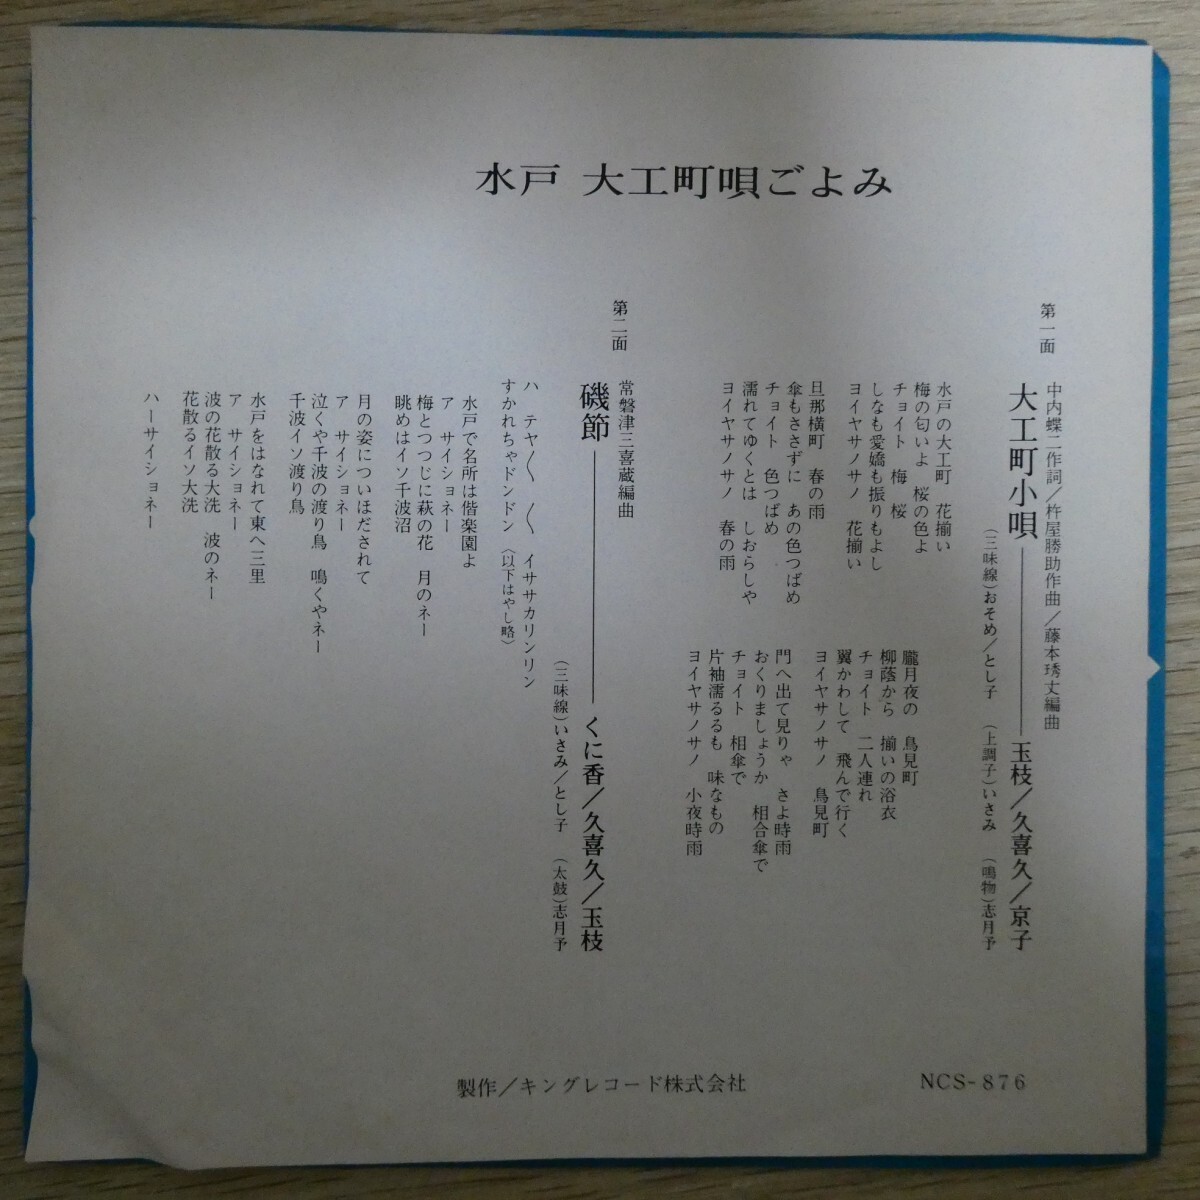 水戸 大工町唄ごよみ
第一面
中内蝶二作詞/杵屋勝助作曲/藤本琇丈編曲
大工町小唄――玉枝/久喜久/京子
(三味線)おそめ/とし子 (上調子)いさみ (鳴物)志月予
水戸の大工町 花揃い
梅の匂いよ 桜の色よ
チョイト 梅 桜
しなも愛嬌も振りもよし
ヨイヤサノサノ 花揃い
旦那横町 春の雨
傘もささずに あの色つばめ
チョイト 色つばめ
濡れてゆくとは しおらしや
ヨイヤサノサノ 春の雨
朧月夜の 鳥見町
柳蔭から 揃いの浴衣
チョイト 二人連れ
翼かわして 飛んで行く
ヨイヤサノサノ 鳥見町
門へ出て見りゃ さよ時雨
おくりましょうか 相合傘で
チョイト 相傘で
片袖濡るるも 味なもの
ヨイヤサノサノ 小夜時雨
第二面
常磐津三喜蔵編曲
磯節――くに香/久喜久/玉枝
(三味線)いさみ/とし子 (太鼓)志月予
ハ テヤ〱 〱 イササカリンリン
すかれちゃドンドン 〈以下はやし略〉
水戸で名所は偕楽園よ
ア サイショネー
梅とつつじに萩の花 月のネー
眺めはイソ千波沼
月の姿についほだされて
ア サイショネー
泣くや千波の渡り鳥 鳴くやネー
千波イソ渡り鳥
水戸をはなれて東へ三里
ア サイショネー
波の花散る大洗 波のネー
花散るイソ大洗
ハーサイショネー
製作/キングレコード株式会社
NCS-876